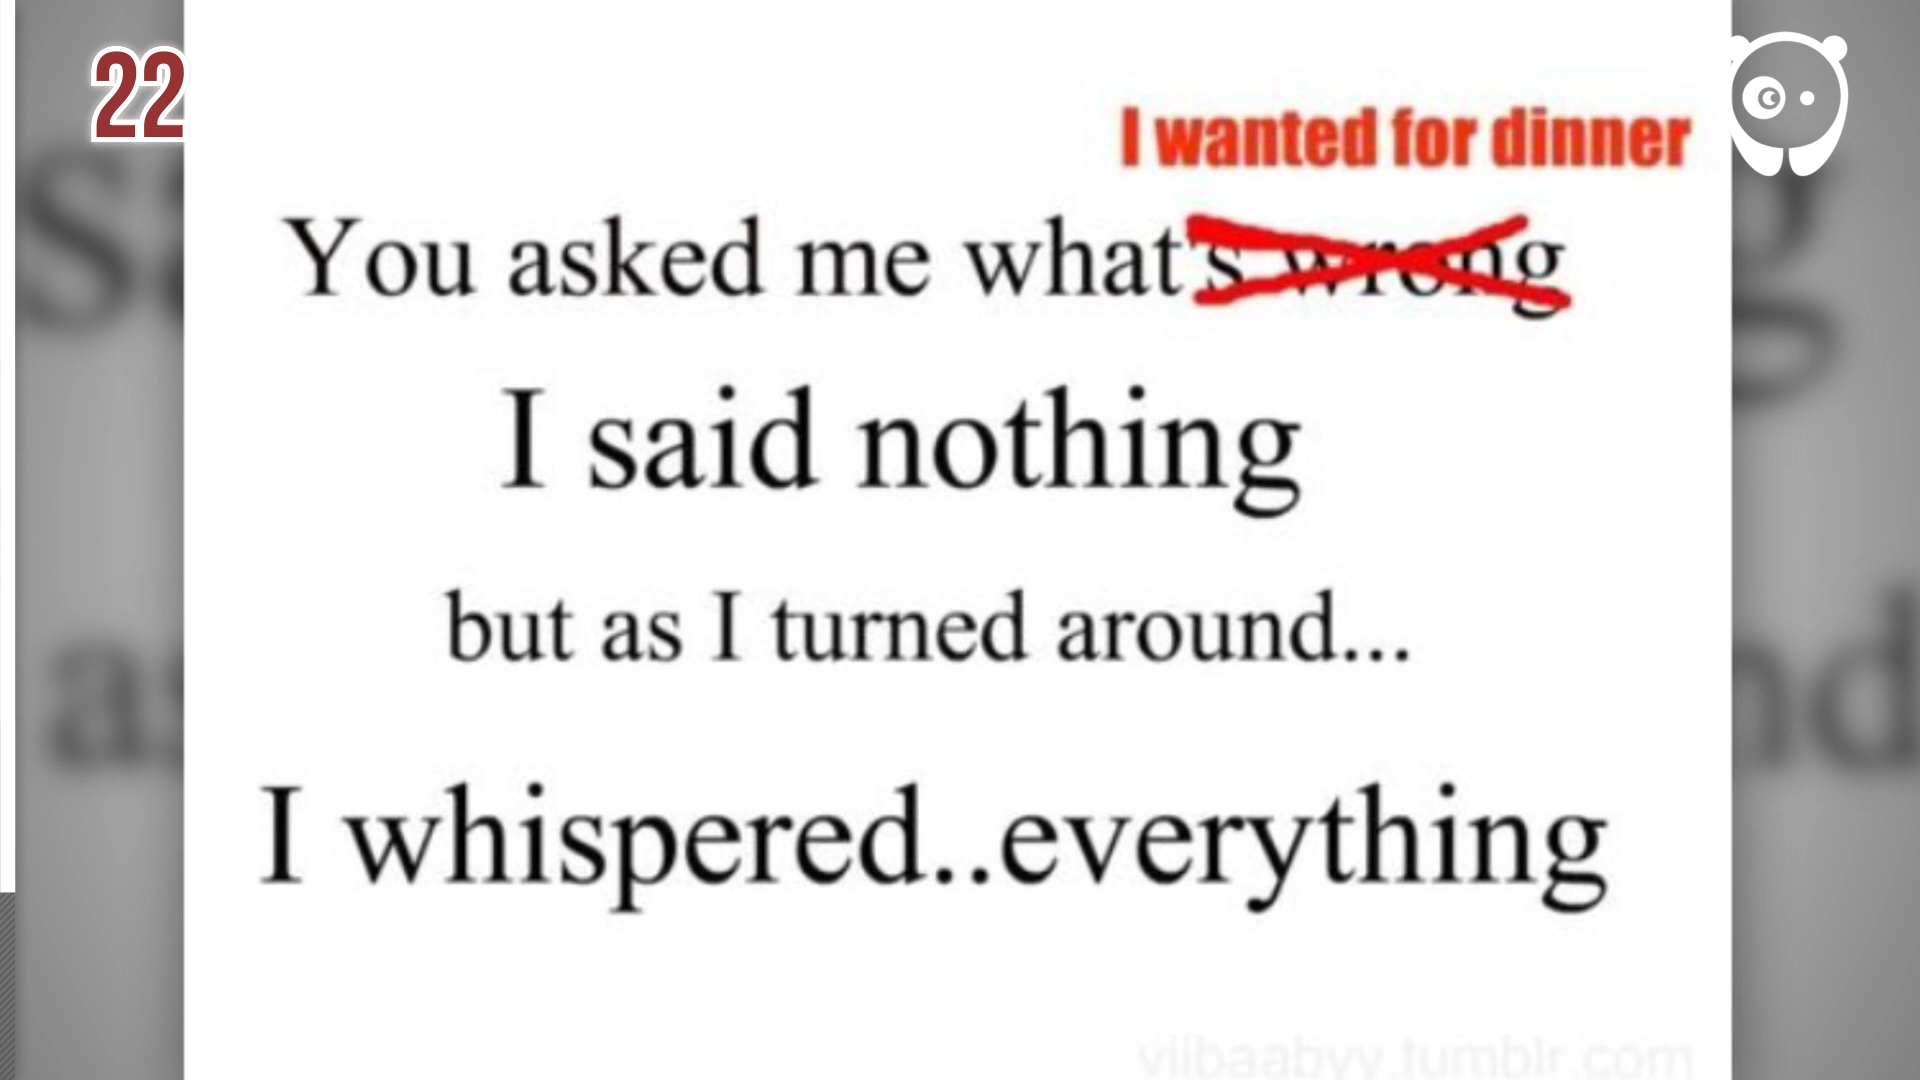 22
I wanted for dinner
You asked me what's wrong
I said nothing
but as I turned around...
I whispered..everything
viibaabyy.tumblr.com